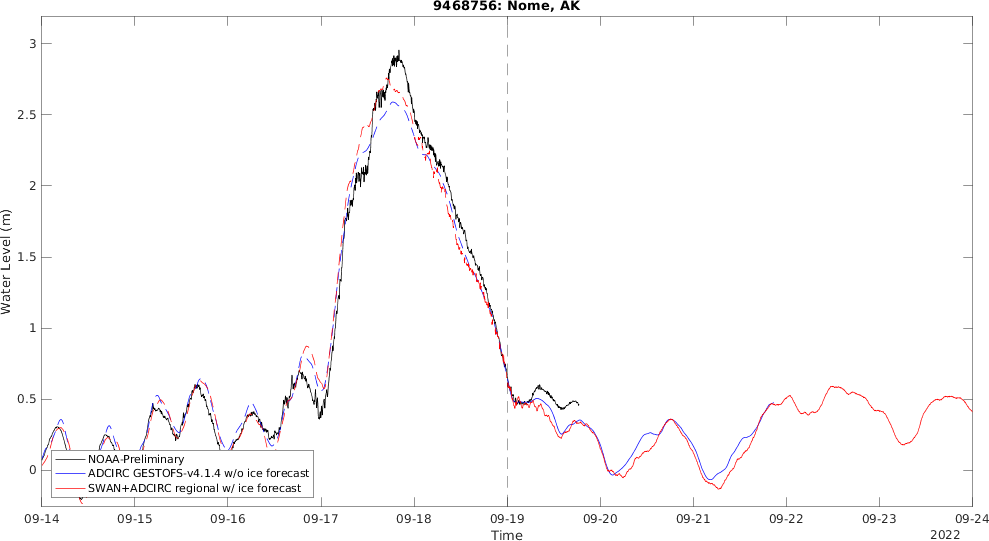 9468756: Nome, AK
Water Level (m)
3
2.5
2
1.5
1
0.5
0
NOAA-Preliminary
ADCIRC GESTOFS-v4.1.4 w/o ice forecast
SWAN+ADCIRC regional w/ ice forecast
09-14 09-15 09-16 09-17 09-18 09-19 09-20 09-21 09-22 09-23 09-24
Time
2022